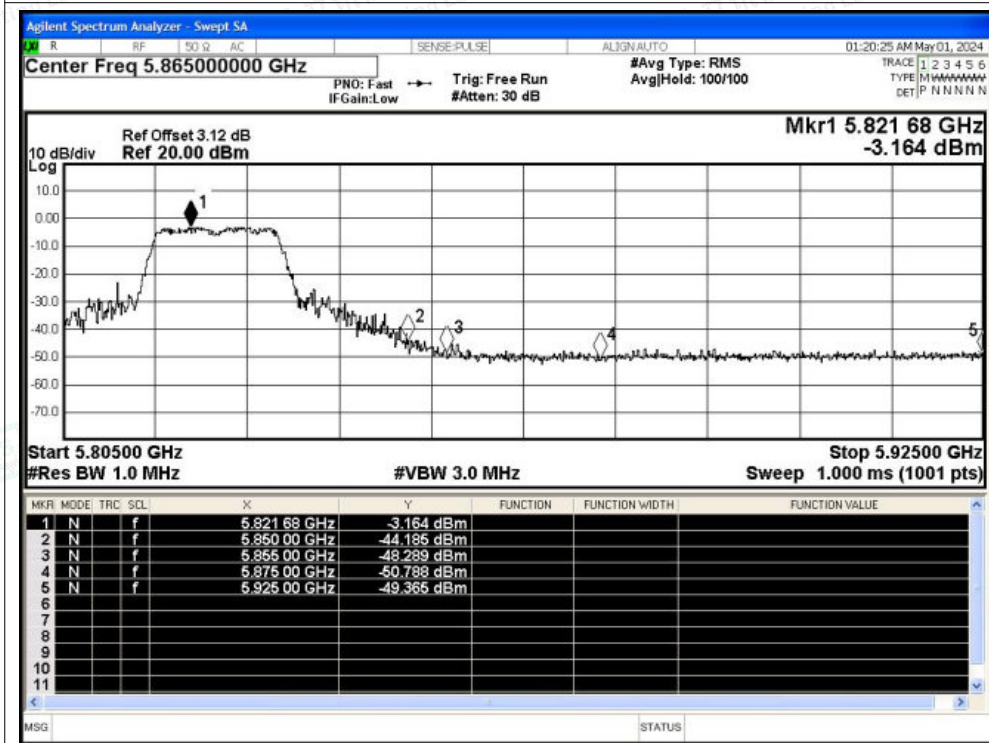 Agilent Spectrum Analyzer - Swept SA
LXI R RF 50 Ω AC SENSE:PULSE ALIGN AUTO 01:20:25 AM May 01, 2024
Center Freq 5.865000000 GHz #Avg Type: RMS TRACE 1 2 3 4 5 6
PNO: Fast Trig: Free Run Avg|Hold: 100/100 TYPE M
IFGain:Low #Atten: 30 dB DET P N N N N N
Mkr1 5.821 68 GHz
Ref Offset 3.12 dB
10 dB/div Ref 20.00 dBm -3.164 dBm
Log
10.0
1
0.00
-10.0
-20.0
-30.0
2
3
4
5
-40.0
-50.0
-60.0
-70.0
Start 5.80500 GHz Stop 5.92500 GHz
#Res BW 1.0 MHz #VBW 3.0 MHz Sweep 1.000 ms (1001 pts)
MKR MODE TRC SCL X Y FUNCTION FUNCTION WIDTH FUNCTION VALUE
1 N f 5.821 68 GHz -3.164 dBm
2 N f 5.850 00 GHz -44.185 dBm
3 N f 5.855 00 GHz -48.289 dBm
4 N f 5.875 00 GHz -50.788 dBm
5 N f 5.925 00 GHz -49.365 dBm
6
7
8
9
10
11
MSG STATUS